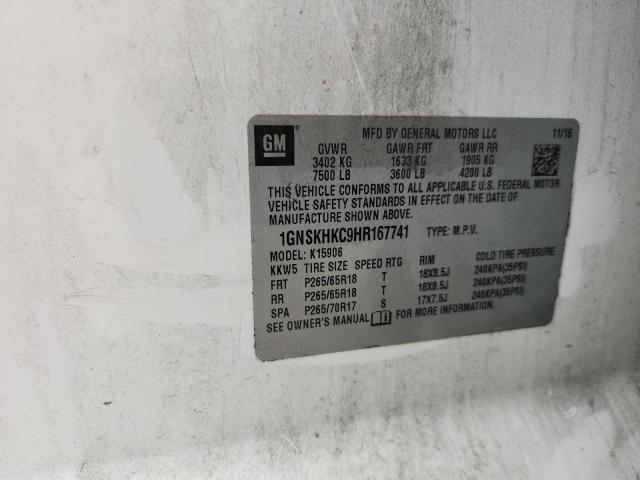 GM
MFD BY GENERAL MOTORS LLC 11/16
GVWR GAWR FRT GAWR RR
3402 KG 1633 KG 1905 KG
7500 LB 3600 LB 4200 LB
THIS VEHICLE CONFORMS TO ALL APPLICABLE U.S. FEDERAL MOTOR
VEHICLE SAFETY STANDARDS IN EFFECT ON THE DATE OF
MANUFACTURE SHOWN ABOVE.
1GNSKHKC9HR167741 TYPE: M.P.V.
MODEL: K15906
KKW5 TIRE SIZE SPEED RTG RIM COLD TIRE PRESSURE
FRT P265/65R18 T 18X8.5J 240KPA(35PSI)
RR P265/65R18 T 18X8.5J 240KPA(35PSI)
SPA P265/70R17 S 17X7.5J 240KPA(35PSI)
SEE OWNER'S MANUAL FOR MORE INFORMATION.